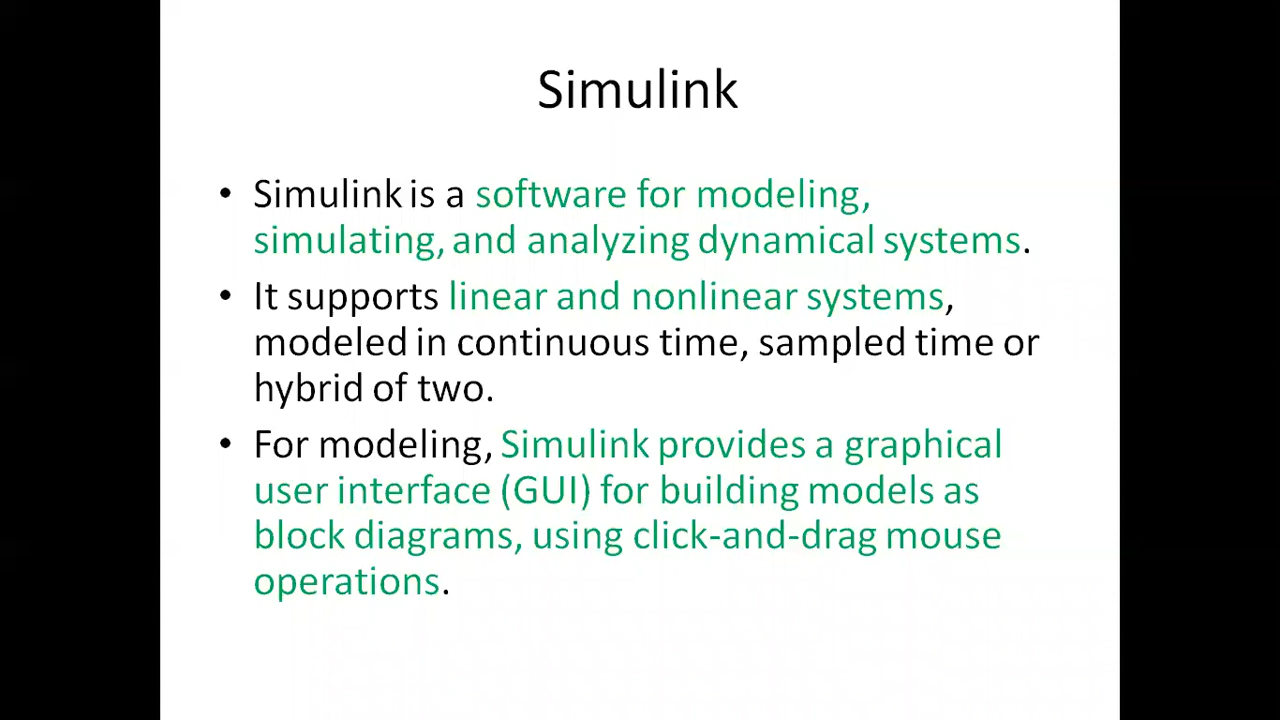 Simulink
• Simulink is a software for modeling,
simulating, and analyzing dynamical systems.
• It supports linear and nonlinear systems,
modeled in continuous time, sampled time or
hybrid of two.
• For modeling, Simulink provides a graphical
user interface (GUI) for building models as
block diagrams, using click-and-drag mouse
operations.